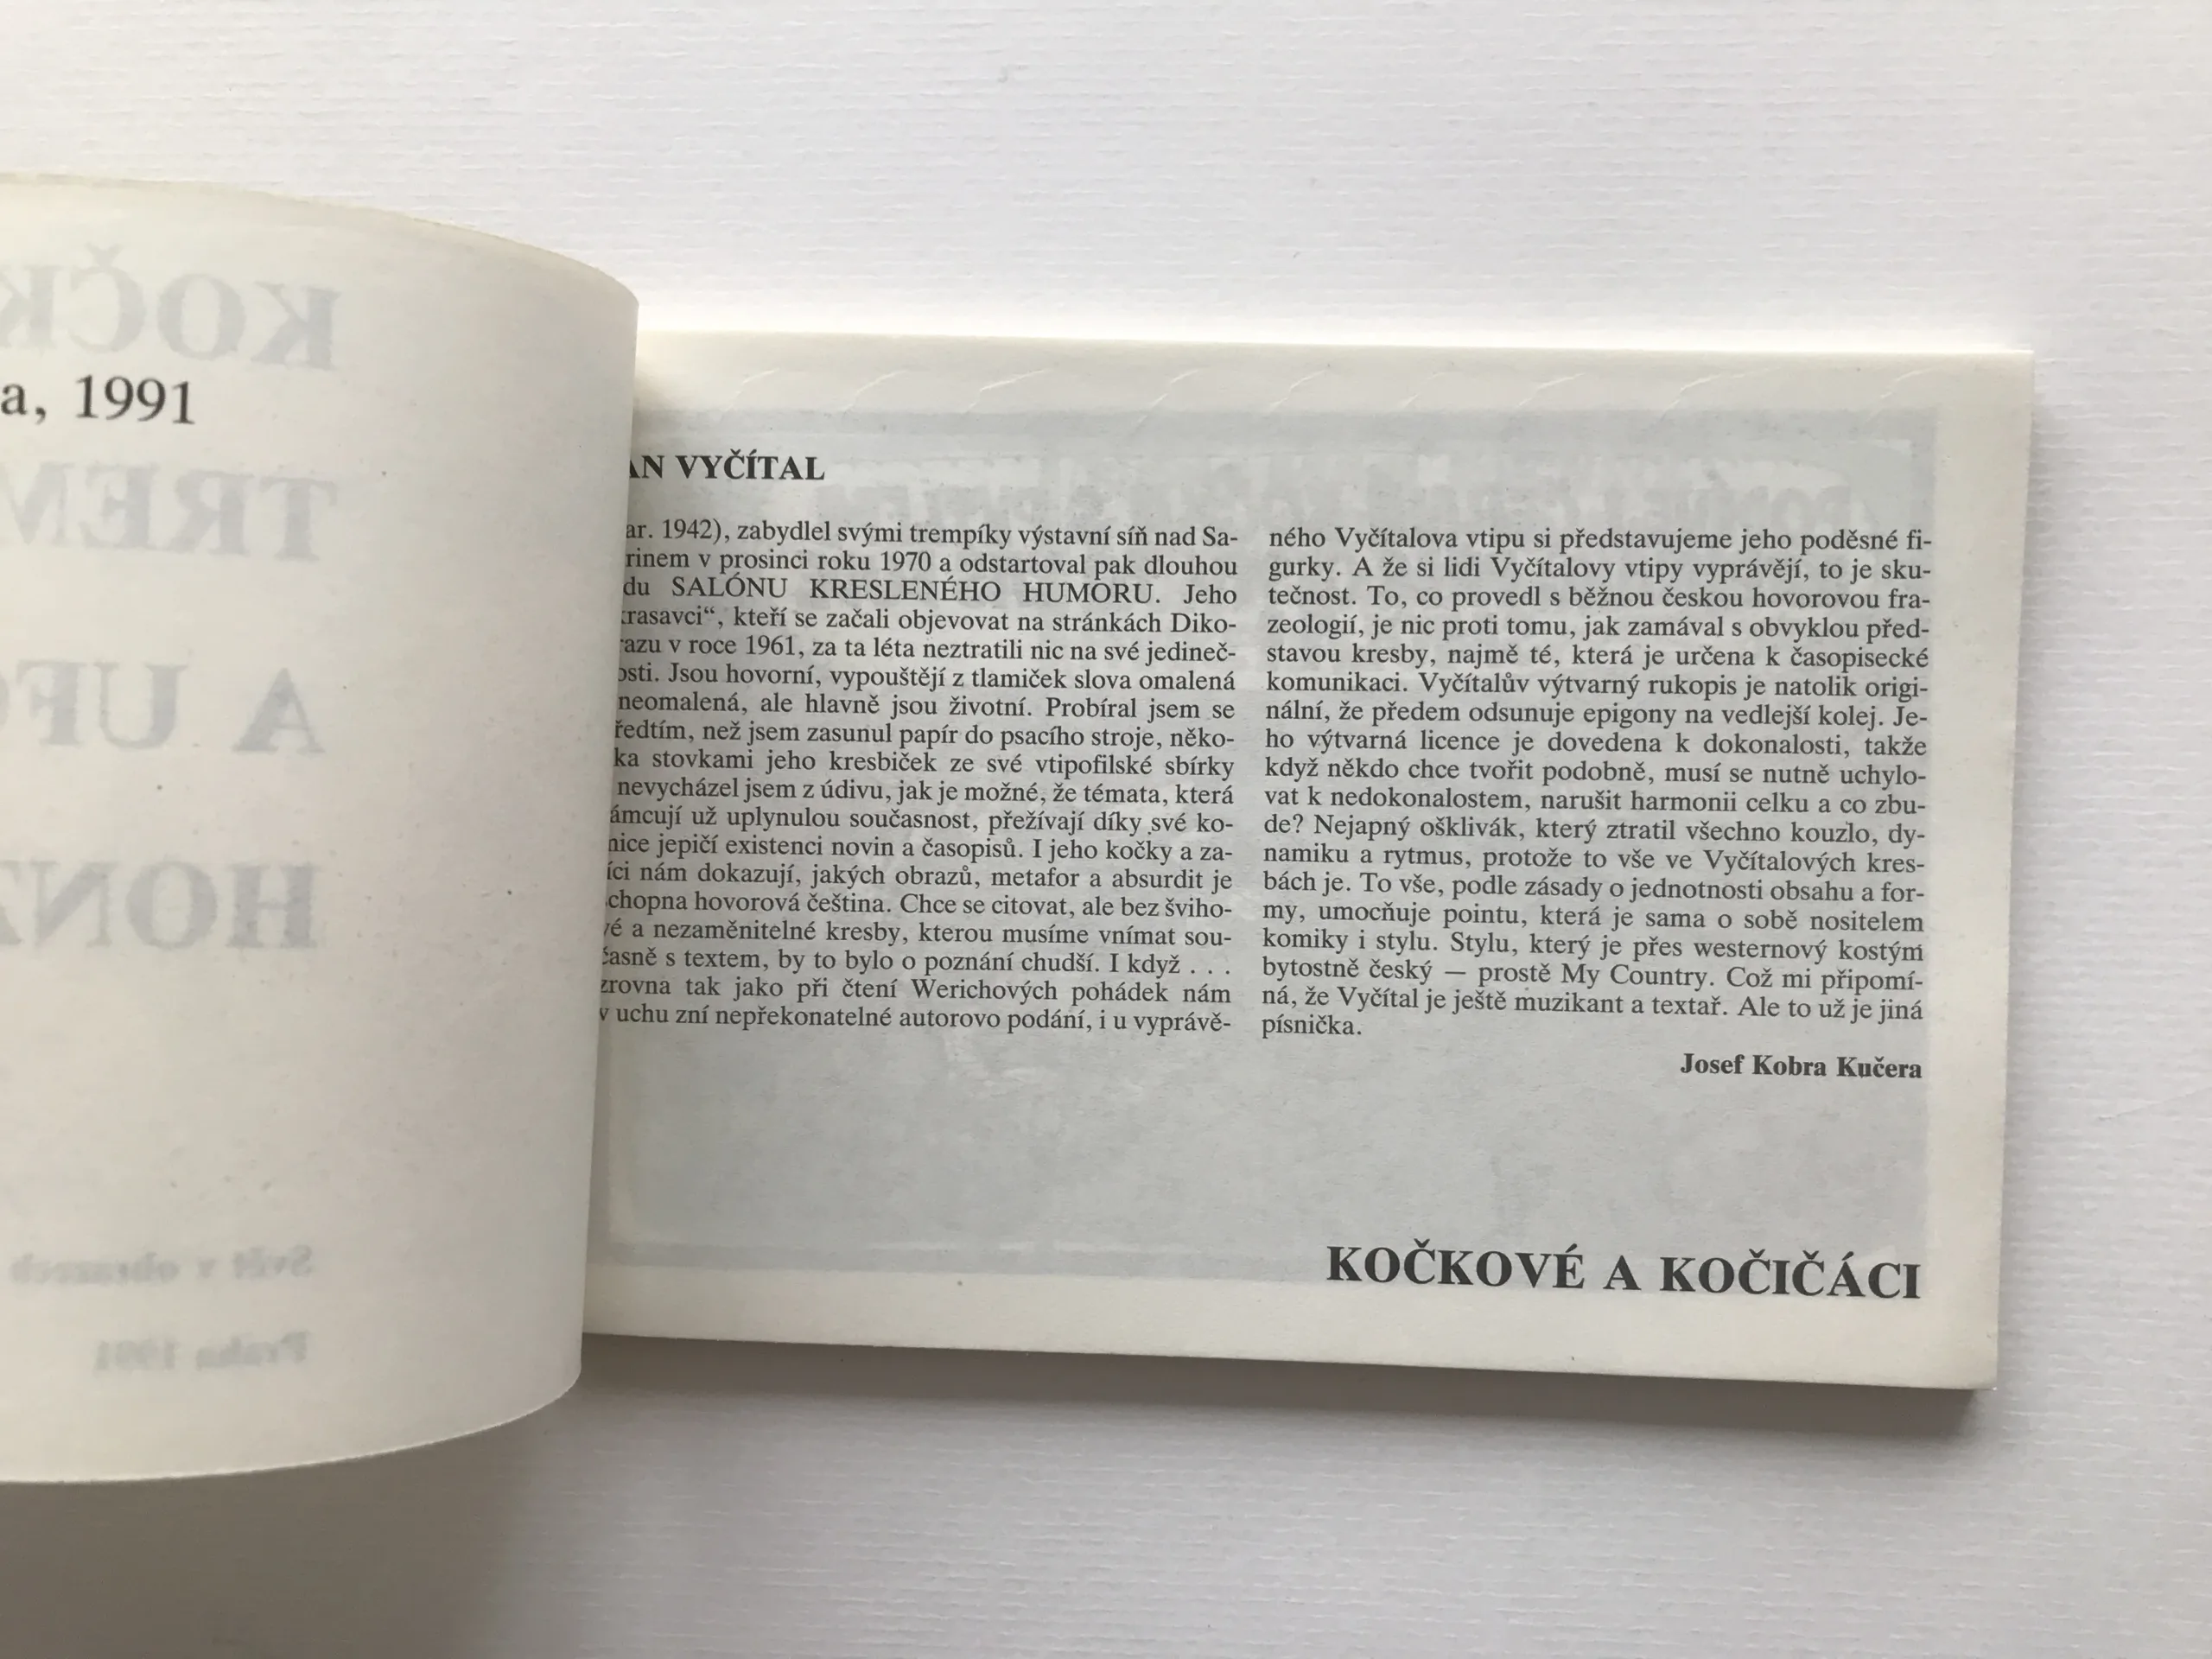 a, 1991
AN VYČÍTAL
ar. 1942), zabydlel svými trempíky výstavní síň nad Sa-
rinem v prosinci roku 1970 a odstartoval pak dlouhou
du SALÓNU KRESLENÉHO HUMORU. Jeho
krasavci“, kteří se začali objevovat na stránkách Diko-
razu v roce 1961, za ta léta neztratili nic na své jedineč-
osti. Jsou hovorní, vypouštějí z tlamiček slova omalená
neomalená, ale hlavně jsou životní. Probíral jsem se
ředtím, než jsem zasunul papír do psacího stroje, něko-
ka stovkami jeho kresbiček ze své vtipofilské sbírky
nevycházel jsem z údivu, jak je možné, že témata, která
ámcují už uplynulou současnost, přežívají díky své ko-
nice jepičí existenci novin a časopisů. I jeho kočky a za-
íci nám dokazují, jakých obrazů, metafor a absurdit je
schopna hovorová čeština. Chce se citovat, ale bez šviho-
vé a nezaměnitelné kresby, kterou musíme vnímat sou-
časně s textem, by to bylo o poznání chudší. I když . . .
zrovna tak jako při čtení Werichových pohádek nám
v uchu zní nepřekonatelné autorovo podání, i u vyprávě-
ného Vyčítalova vtipu si představujeme jeho poděsné fi-
gurky. A že si lidi Vyčítalovy vtipy vyprávějí, to je sku-
tečnost. To, co provedl s běžnou českou hovorovou fra-
zeologií, je nic proti tomu, jak zamával s obvyklou před-
stavou kresby, najmě té, která je určena k časopisecké
komunikaci. Vyčítalův výtvarný rukopis je natolik origi-
nální, že předem odsunuje epigony na vedlejší kolej. Je-
ho výtvarná licence je dovedena k dokonalosti, takže
když někdo chce tvořit podobně, musí se nutně uchylo-
vat k nedokonalostem, narušit harmonii celku a co zbu-
de? Nejapný ošklivák, který ztratil všechno kouzlo, dy-
namiku a rytmus, protože to vše ve Vyčítalových kres-
bách je. To vše, podle zásady o jednotnosti obsahu a for-
my, umocňuje pointu, která je sama o sobě nositelem
komiky i stylu. Stylu, který je přes westernový kostým
bytostně český — prostě My Country. Což mi připomí-
ná, že Vyčítal je ještě muzikant a textař. Ale to už je jiná
písnička.
Josef Kobra Kučera
KOČKOVÉ A KOČIČÁCI